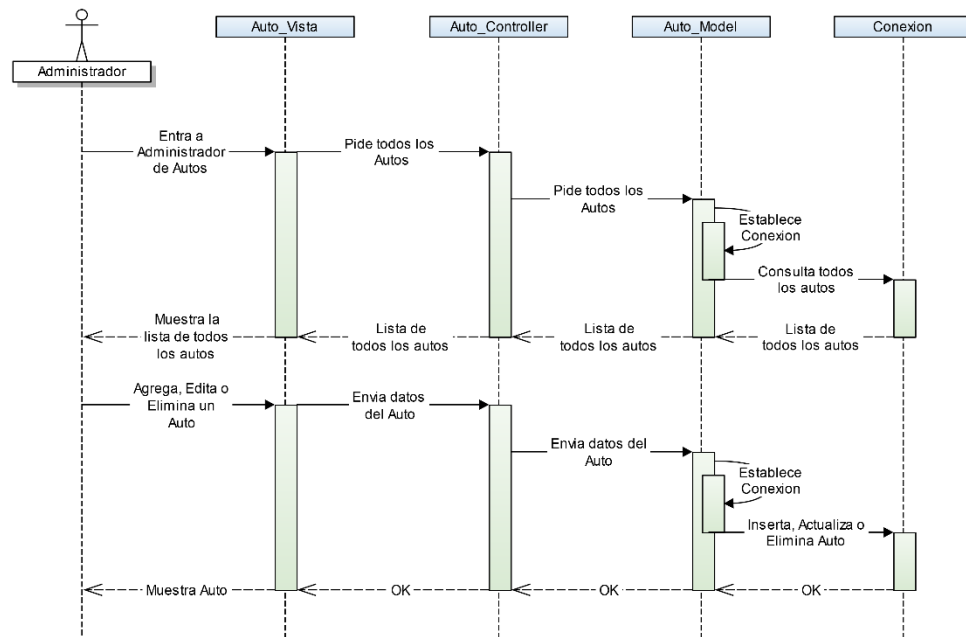 Auto_Vista
Auto_Controller
Auto_Model
Conexion
Administrador
Entra a
Administrador
de Autos
Pide todos los
Autos
Pide todos los
Autos
Establece
Conexion
Consulta todos
los autos
Muestra la
lista de todos
los autos
Lista de
todos los autos
Lista de
todos los autos
Lista de
todos los autos
Agrega, Edita o
Elimina un
Auto
Envia datos
del Auto
Envia datos del
Auto
Establece
Conexion
Inserta, Actualiza o
Elimina Auto
Muestra Auto
OK
OK
OK